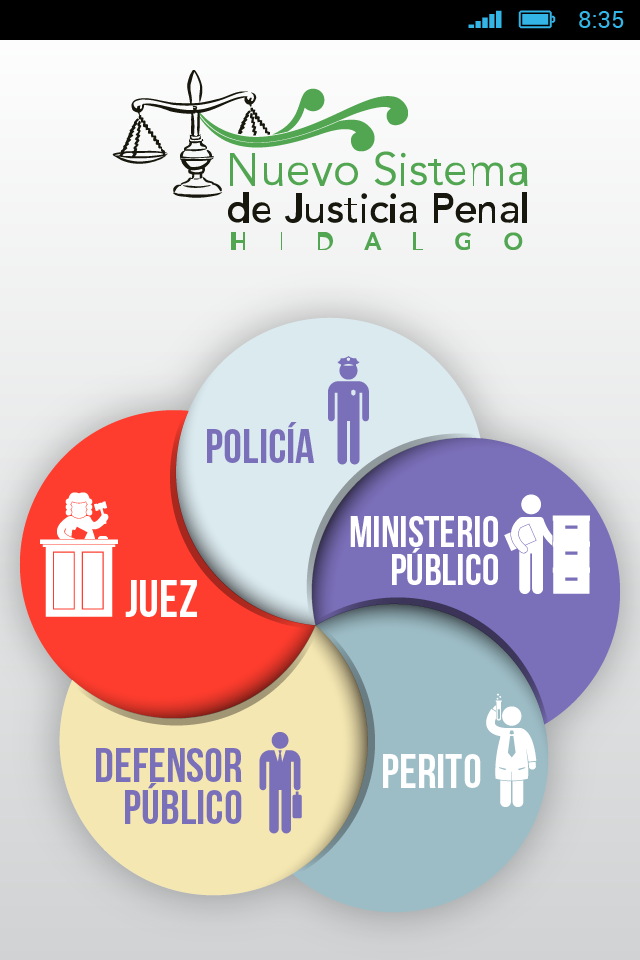 8:35
Nuevo Sistema
de Justicia Penal
HIDALGO
POLICÍA
MINISTERIO
PÚBLICO
JUEZ
DEFENSOR
PÚBLICO
PERITO